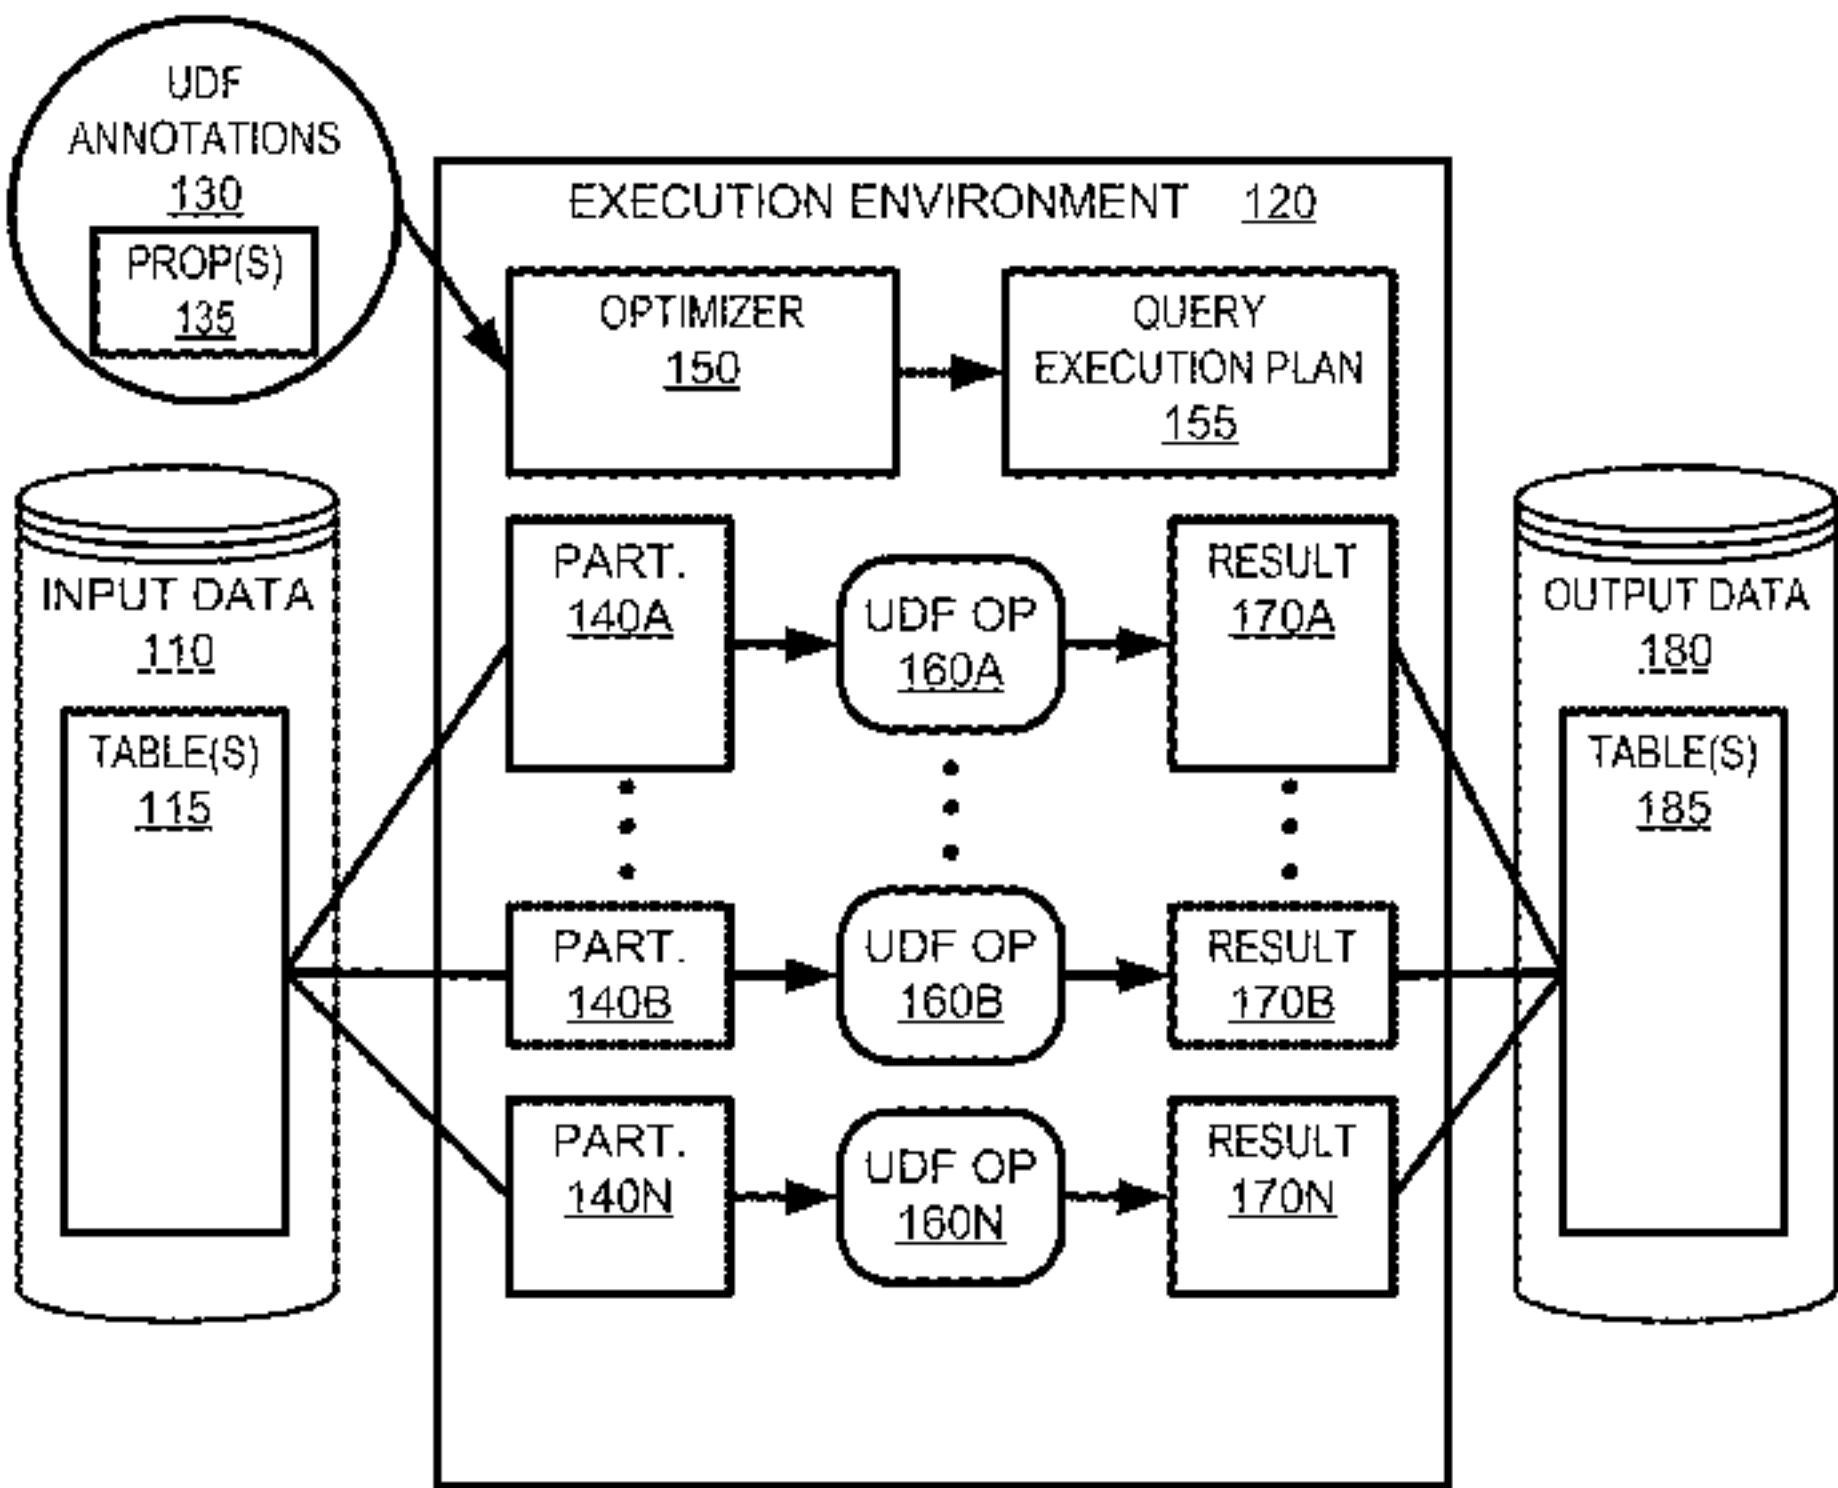 UDF
ANNOTATIONS
130
PROP(S)
135
EXECUTION ENVIRONMENT 120
OPTIMIZER
150
QUERY
EXECUTION PLAN
155
INPUT DATA
110
TABLE(S)
115
PART.
140A
UDF OP
160A
RESULT
170A
PART.
140B
UDF OP
160B
RESULT
170B
PART.
140N
UDF OP
160N
RESULT
170N
OUTPUT DATA
180
TABLE(S)
185